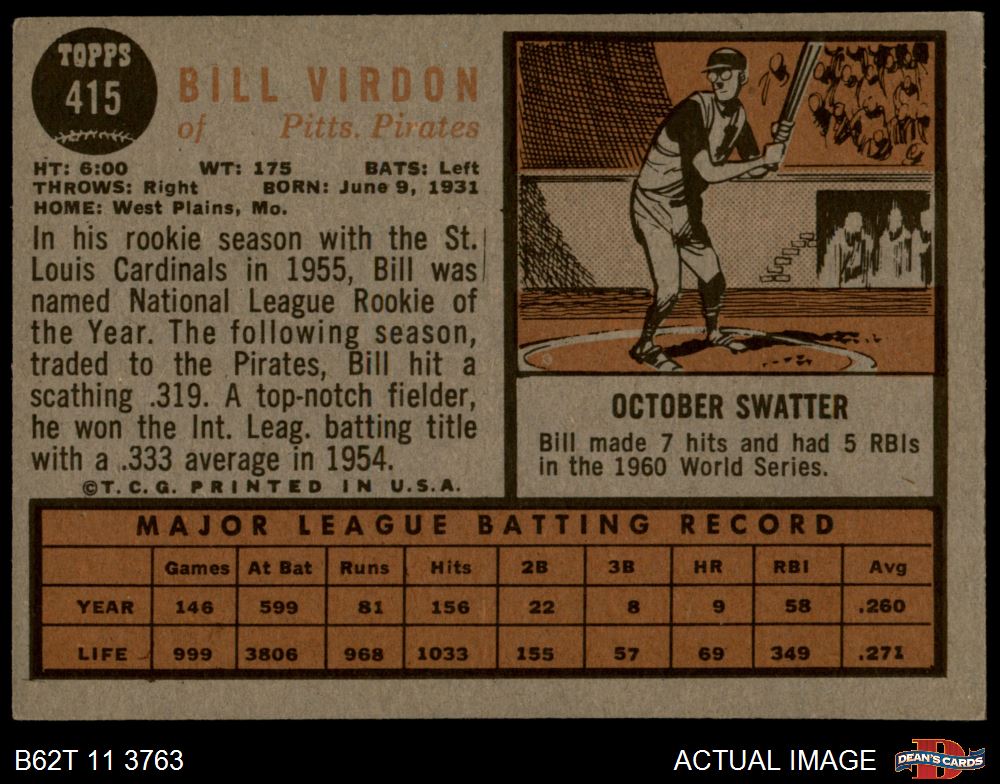 TOPPS
415
BILL VIRDON
of Pitts. Pirates
HT: 6:00 WT: 175 BATS: Left
THROWS: Right BORN: June 9, 1931
HOME: West Plains, Mo.
In his rookie season with the St.
Louis Cardinals in 1955, Bill was
named National League Rookie of
the Year. The following season,
traded to the Pirates, Bill hit a
scathing .319. A top-notch fielder,
he won the Int. Leag. batting title
with a .333 average in 1954.
©T.C.G. PRINTED IN U.S.A.
OCTOBER SWATTER
Bill made 7 hits and had 5 RBIs
in the 1960 World Series.
MAJOR LEAGUE BATTING RECORD
Games At Bat Runs Hits 2B 3B HR RBI Avg
YEAR 146 599 81 156 22 8 9 58 .260
LIFE 999 3806 968 1033 155 57 69 349 .271
B62T 11 3763
ACTUAL IMAGE
D
DEAN'S CARDS